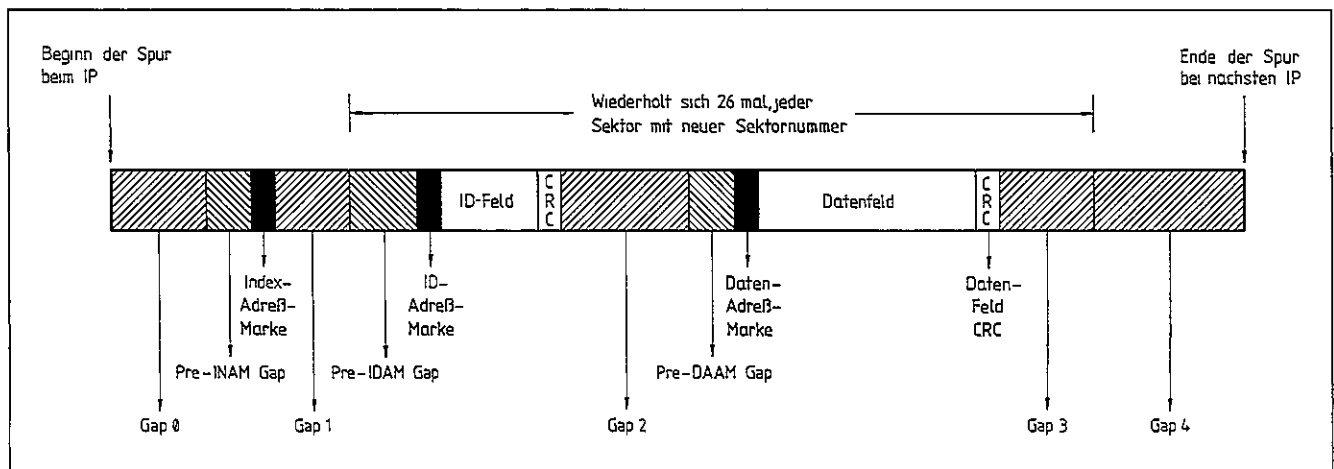 Beginn der Spur
beim IP
Ende der Spur
bei nächsten IP
Wiederholt sich 26 mal, jeder
Sektor mit neuer Sektornummer
ID-Feld
CRC
Datenfeld
CRC
Index-
Adreß-
Marke
ID-
Adreß-
Marke
Daten-
Adreß-
Marke
Daten-
Feld
CRC
Pre-INAM Gap
Pre-IDAM Gap
Pre-DAAM Gap
Gap 0
Gap 1
Gap 2
Gap 3
Gap 4